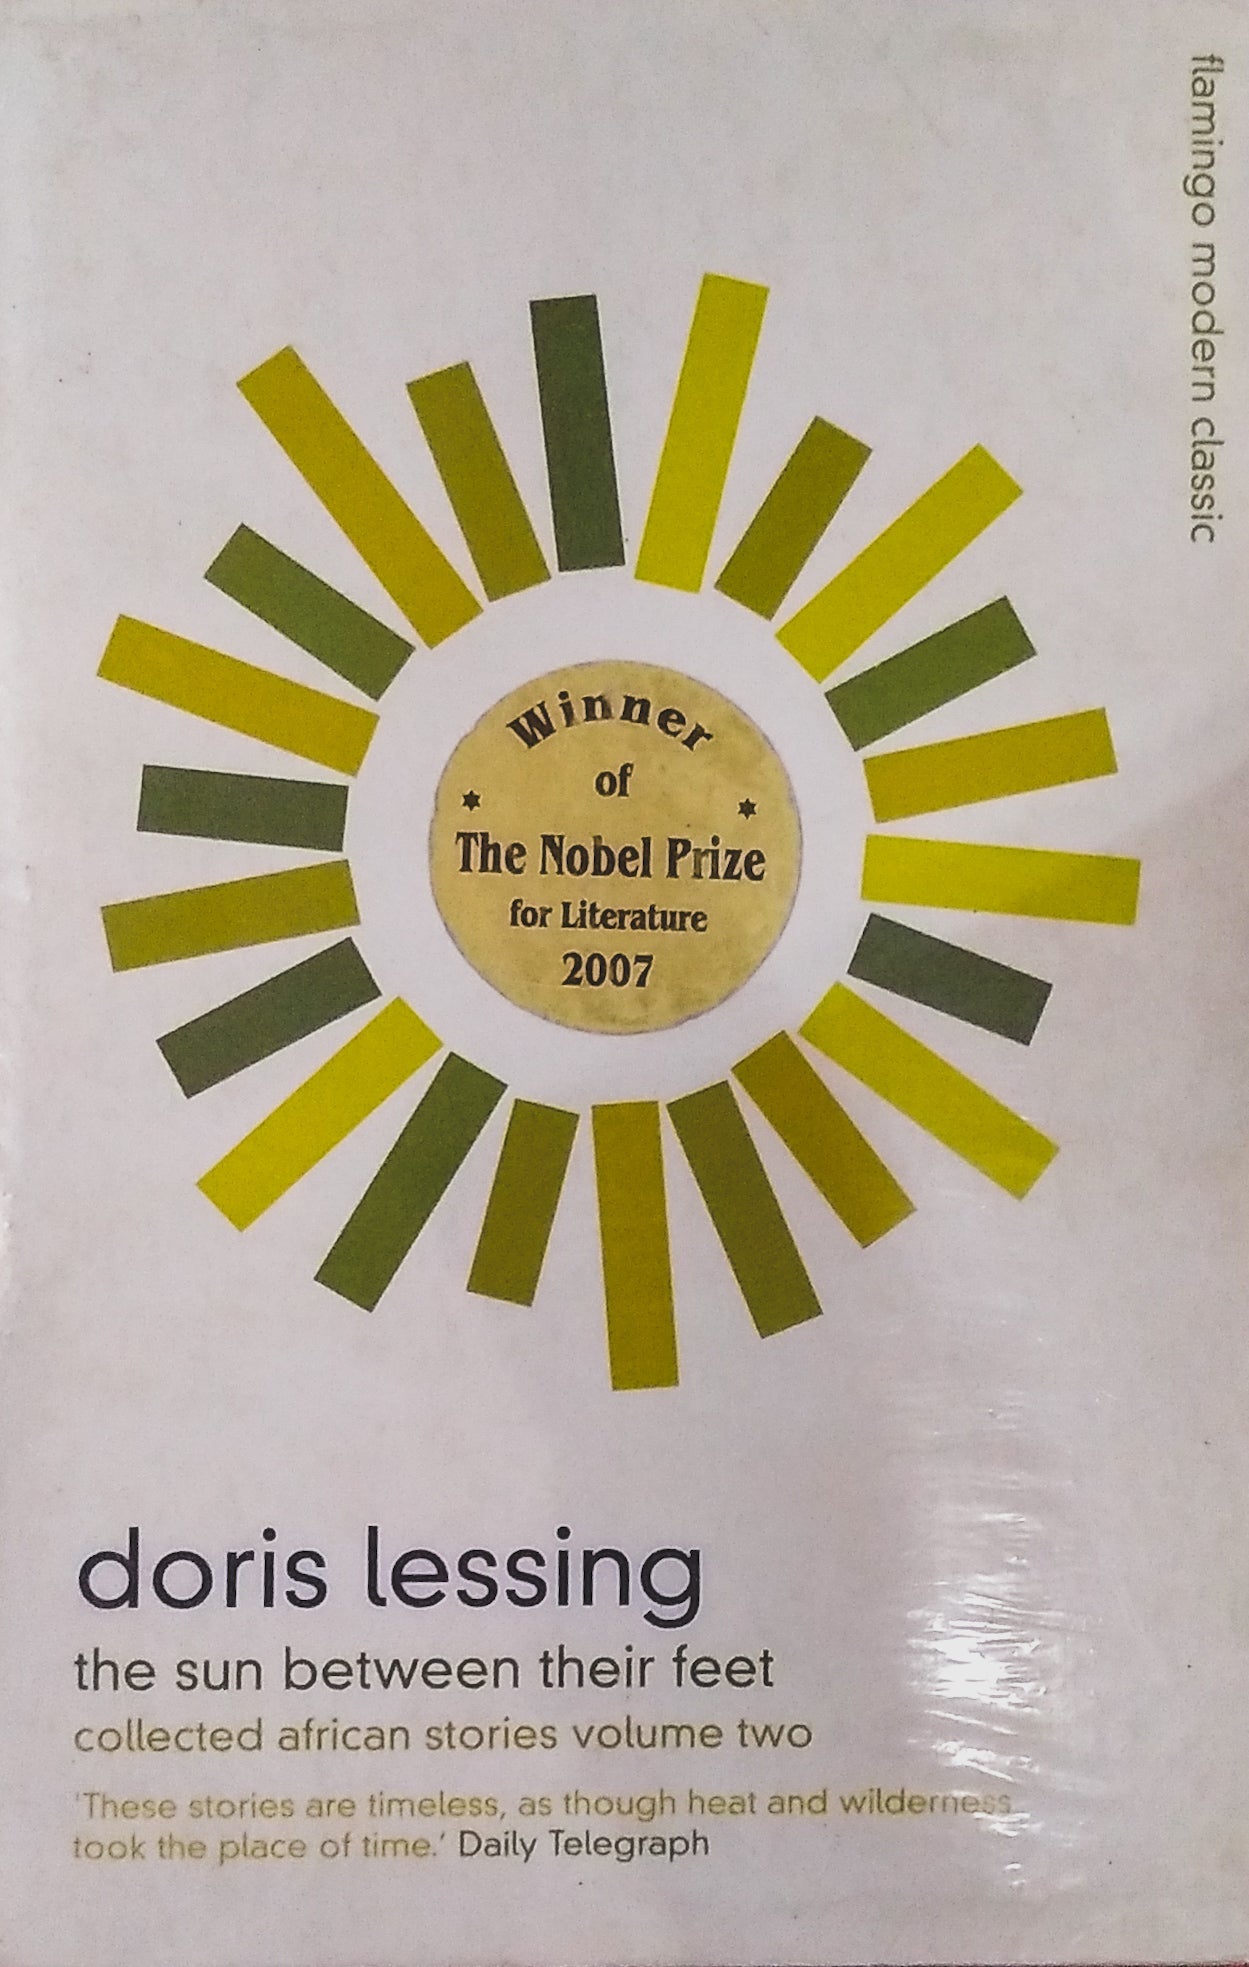 flamingo modern classic
Winner
of
The Nobel Prize
for Literature
2007
doris lessing
the sun between their feet
collected african stories volume two
'These stories are timeless, as though heat and wilderness
took the place of time.' Daily Telegraph